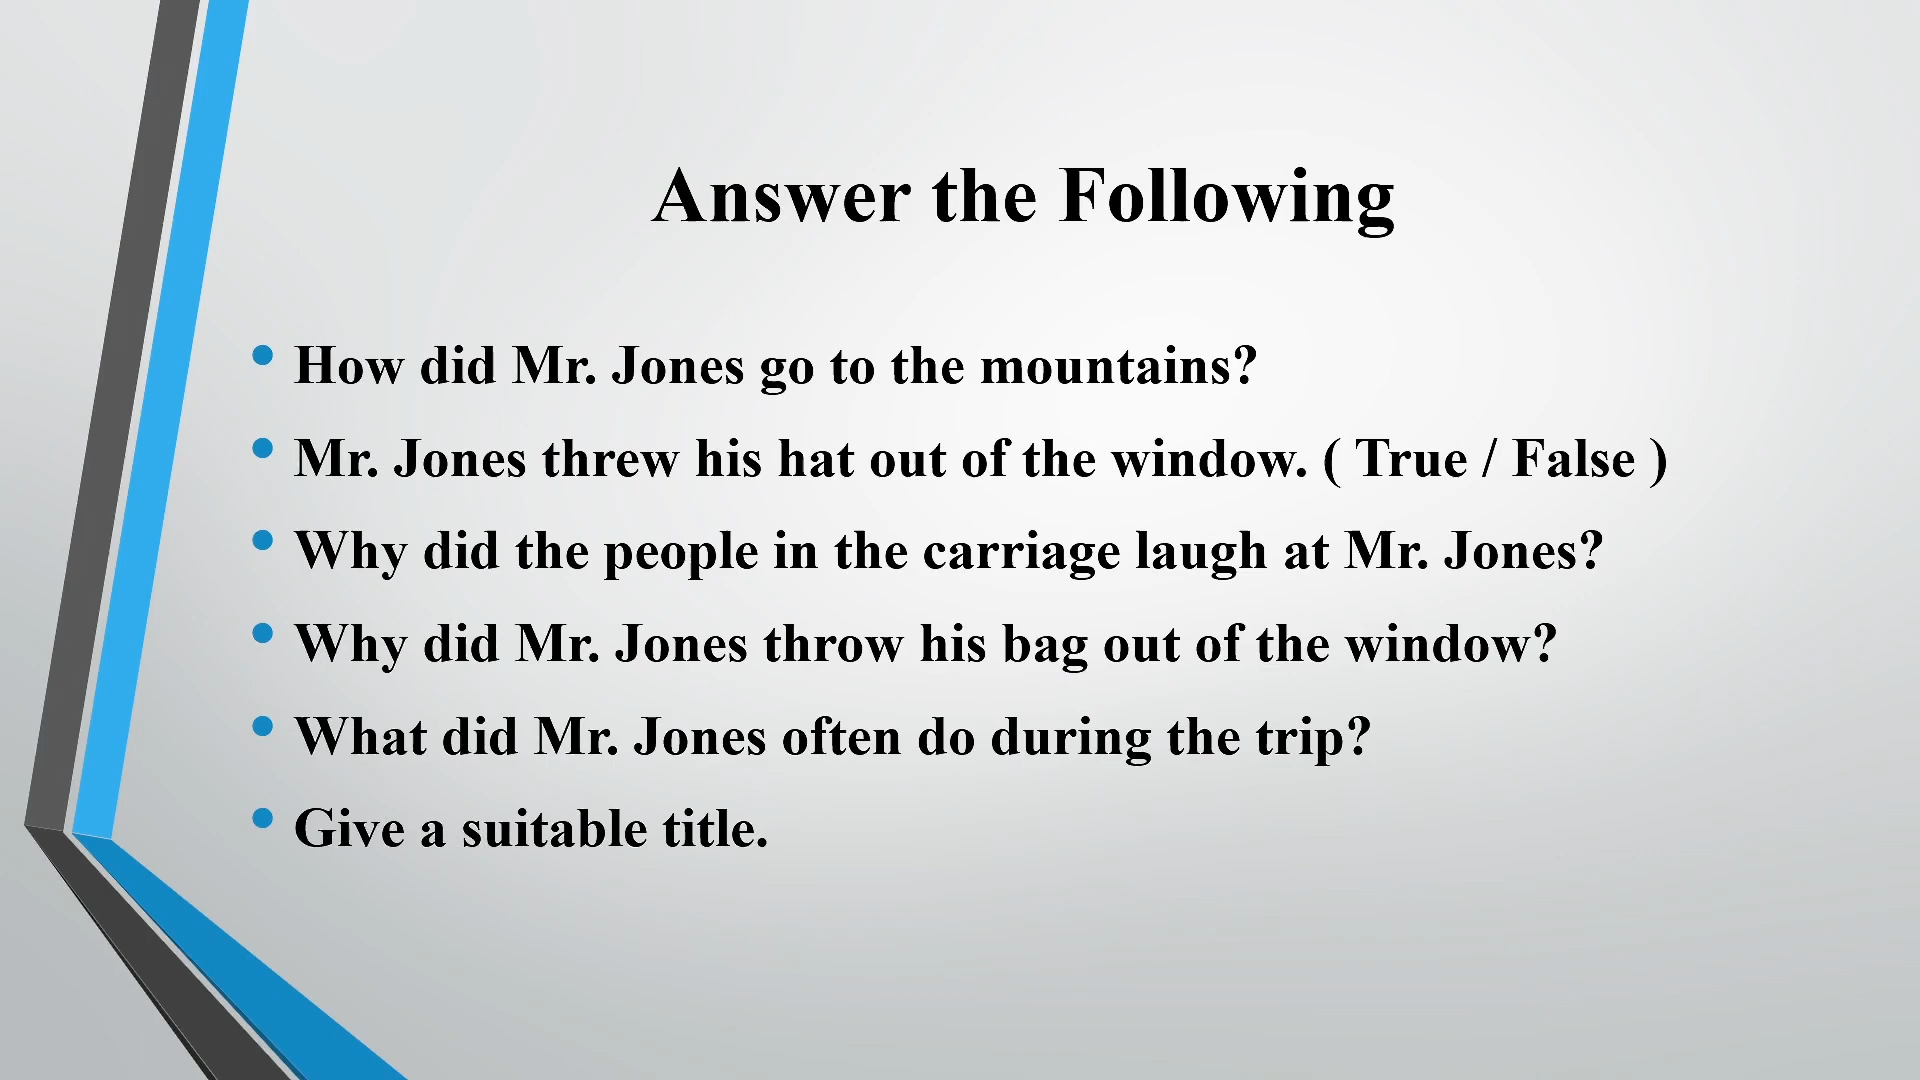 Answer the Following
• How did Mr. Jones go to the mountains?
• Mr. Jones threw his hat out of the window. ( True / False )
• Why did the people in the carriage laugh at Mr. Jones?
• Why did Mr. Jones throw his bag out of the window?
• What did Mr. Jones often do during the trip?
• Give a suitable title.